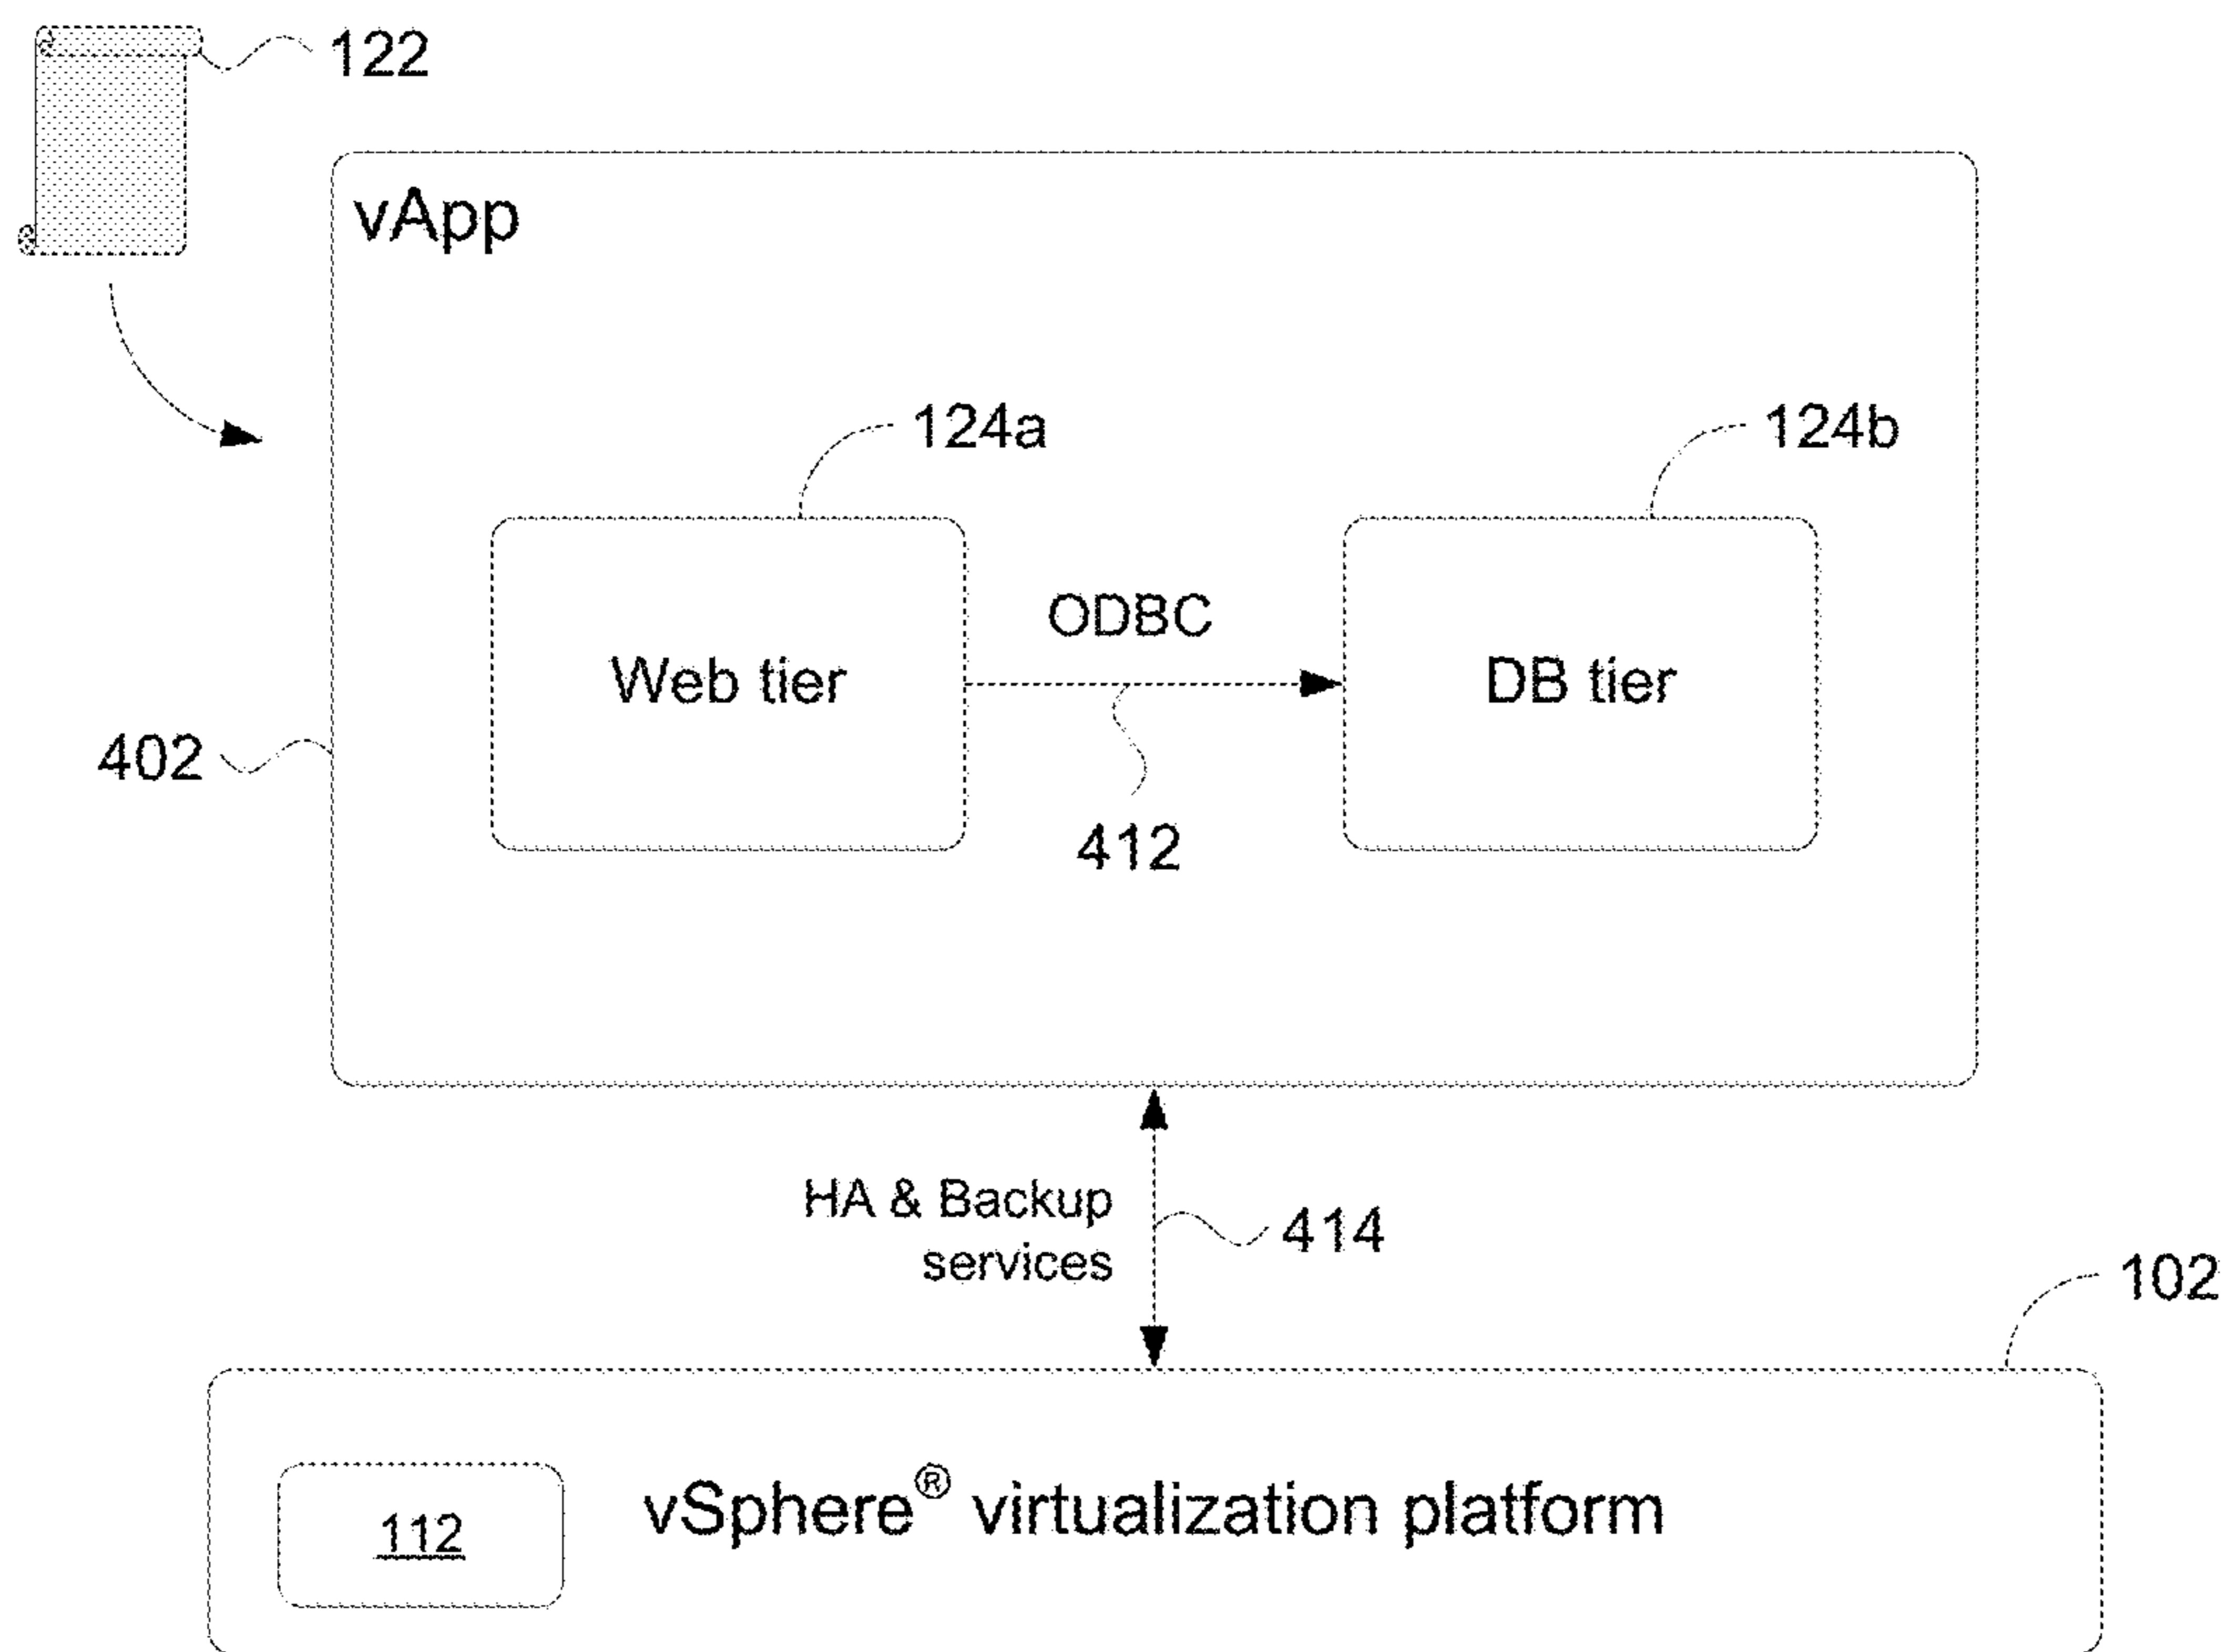 122
vApp
124a
124b
ODBC
Web tier
DB tier
402
412
HA & Backup
services
414
102
vSphere® virtualization platform
112